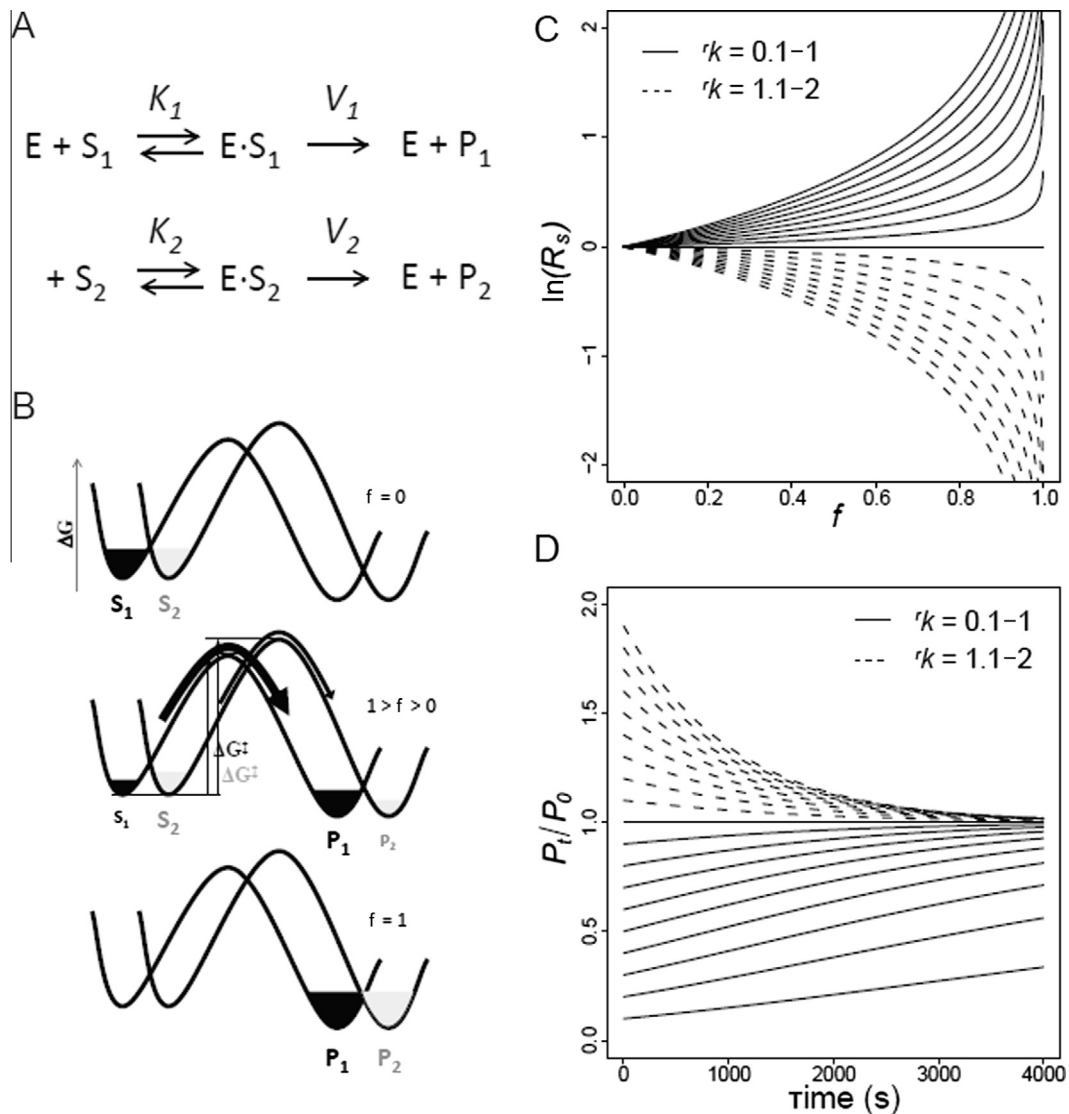 A
K₁ V₁
E + S₁ E·S₁ E + P₁
K₂ V₂
+ S₂ E·S₂ E + P₂
B
ΔG
f = 0
S₁ S₂
1 > f > 0
ΔG‡
ΔG‡
S₁ S₂
P₁ P₂
f = 1
P₁ P₂
C
ʳk = 0.1−1
ʳk = 1.1−2
ln(Rₛ)
2
1
0
−1
−2
0.0 0.2 0.4 0.6 0.8 1.0
f
D
ʳk = 0.1−1
ʳk = 1.1−2
Pₜ/P₀
2.0
1.5
1.0
0.5
0.0
0 1000 2000 3000 4000
Time (s)